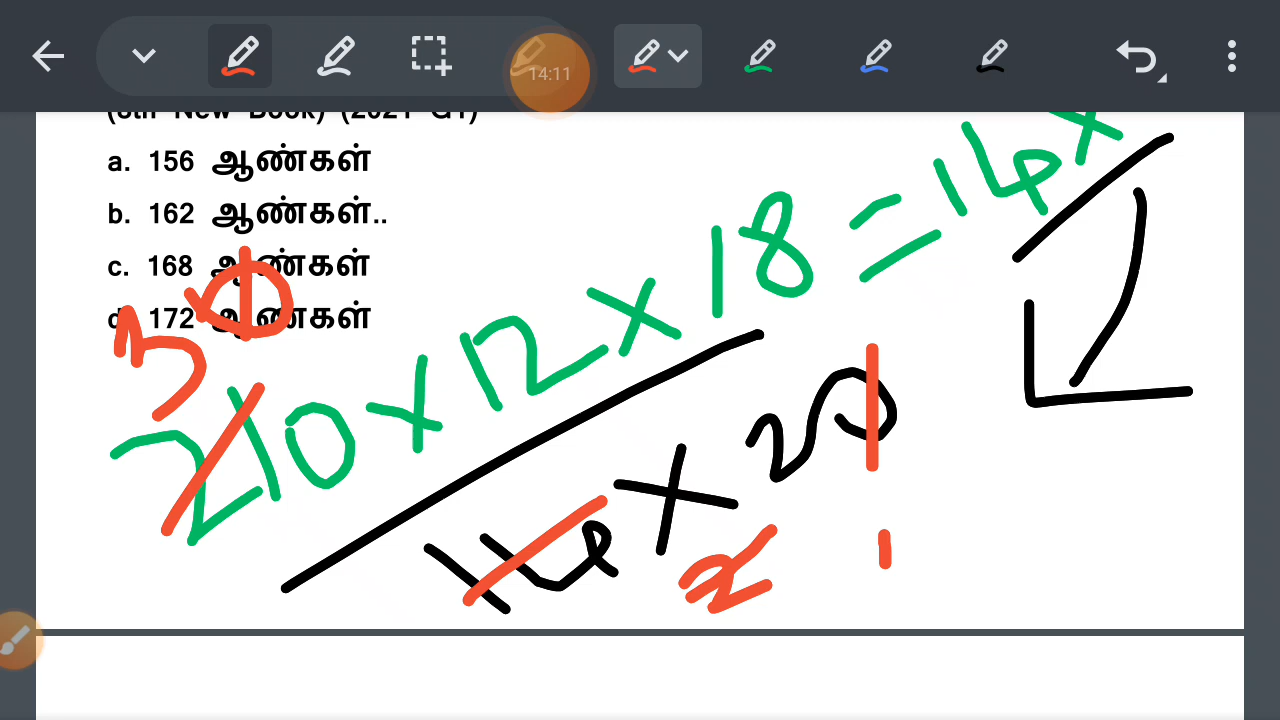 14:11
(8th New Book) (2021 G1)
a. 156 ஆண்கள்
b. 162 ஆண்கள்..
c. 168 ஆண்கள்
d. 172 ஆண்கள்
210 x 12 x 18 = 14 x
14 x 20